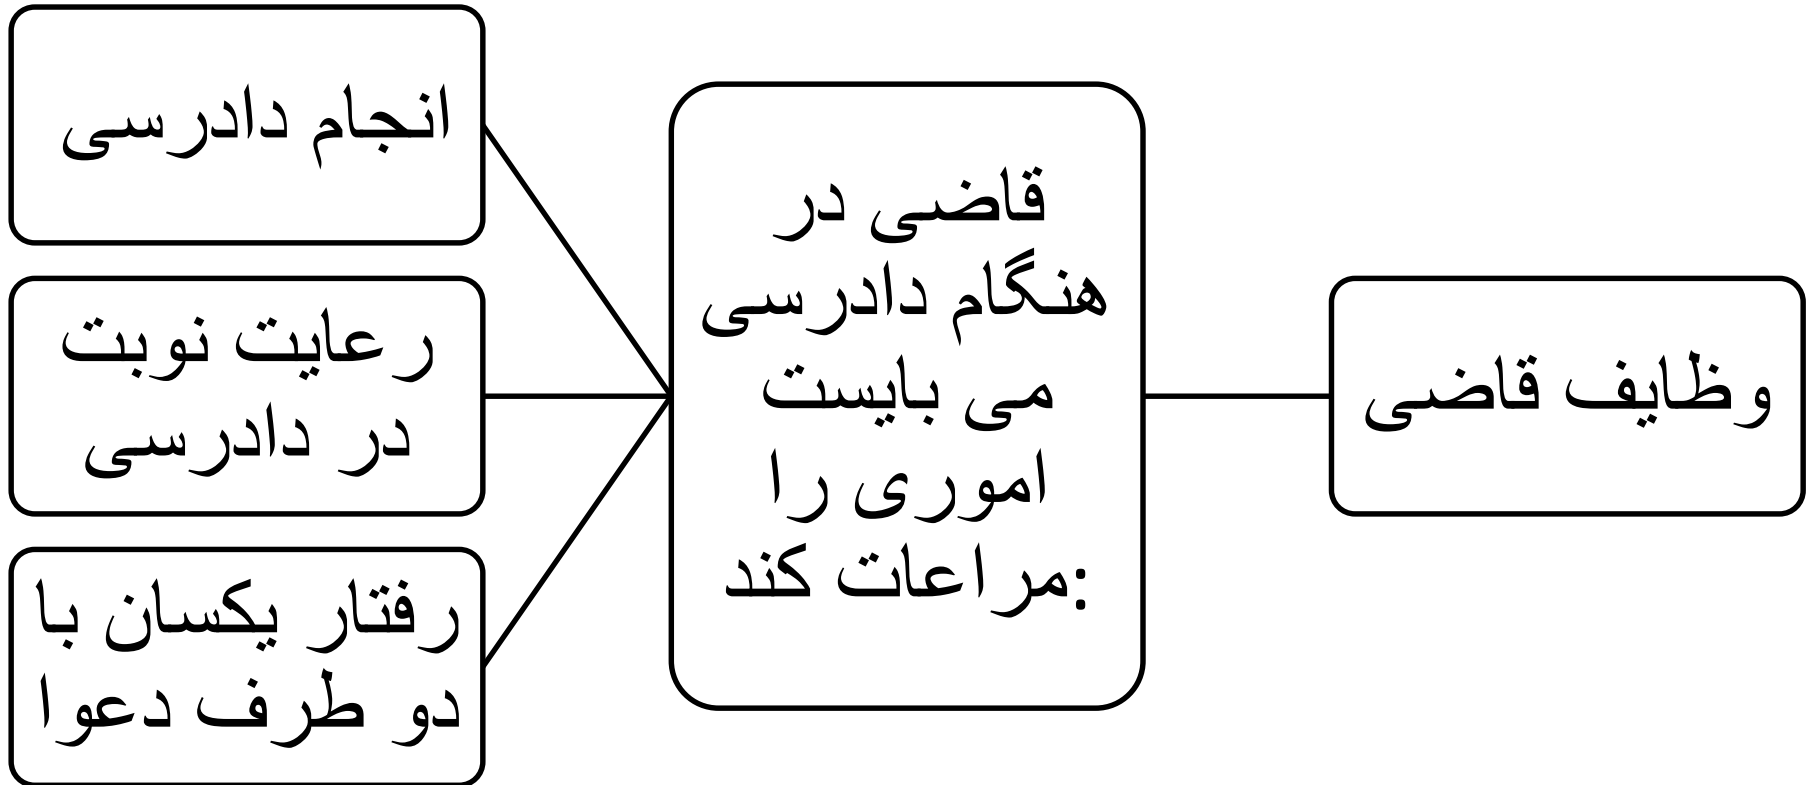 وظایف قاضی
قاضی در
هنگام دادرسی
می بایست
اموری را
مراعات کند:
انجام دادرسی
رعایت نوبت
در دادرسی
رفتار یکسان با
دو طرف دعوا